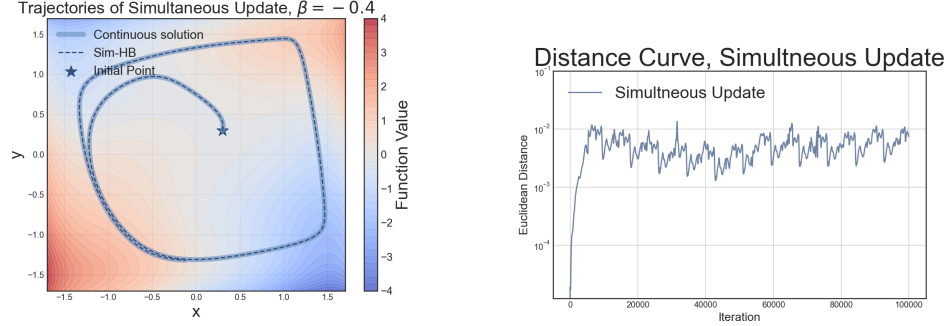 Trajectories of Simultaneous Update, β = −0.4
Continuous solution
Sim-HB
Initial Point
1.5
1.0
0.5
0.0
−0.5
−1.0
−1.5
y
−1.5 −1.0 −0.5 0.0 0.5 1.0 1.5
x
4
3
2
1
0
−1
−2
−3
−4
Function Value
Distance Curve, Simultneous Update
Simultneous Update
10⁻¹
10⁻²
10⁻³
10⁻⁴
Euclidean Distance
0 20000 40000 60000 80000 100000
Iteration